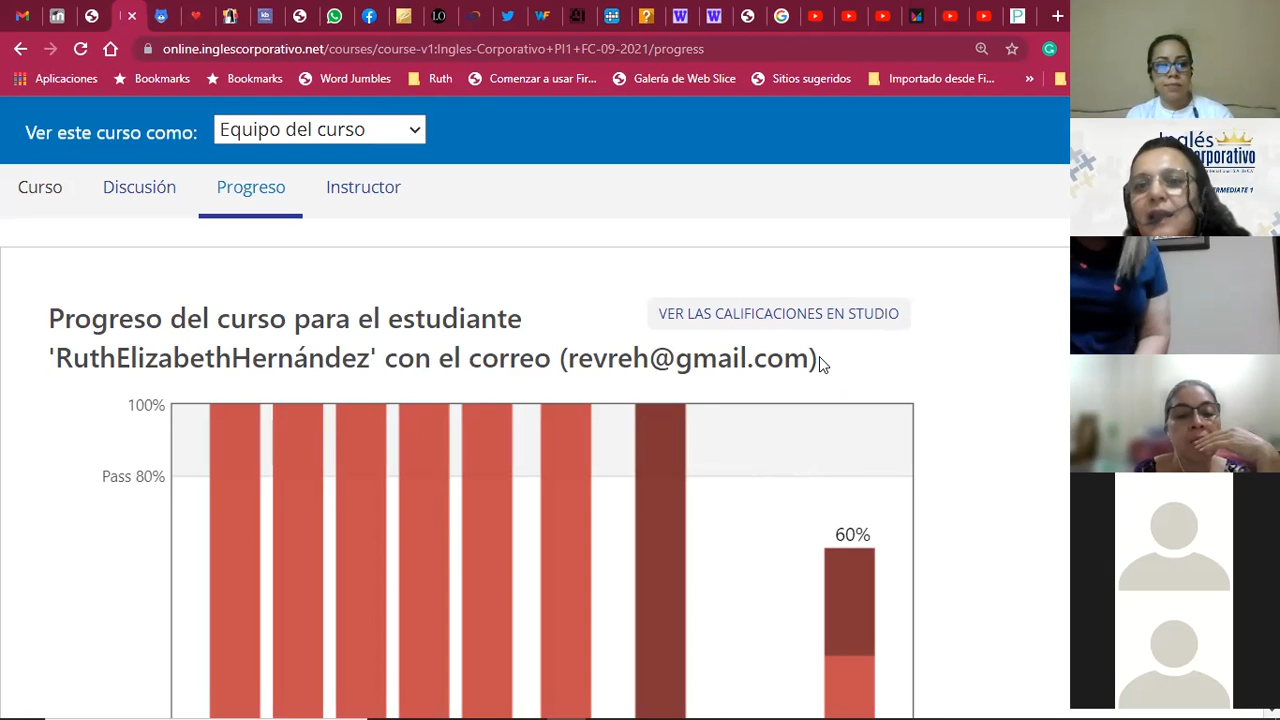 online.inglescorporativo.net/courses/course-v1:Ingles-Corporativo+PI1+FC-09-2021/progress
Aplicaciones Bookmarks Bookmarks Word Jumbles Ruth Comenzar a usar Fir... Galería de Web Slice Sitios sugeridos Importado desde Fi... »
Ver este curso como: Equipo del curso
Curso Discusión Progreso Instructor
Progreso del curso para el estudiante
'RuthElizabethHernández' con el correo (revreh@gmail.com)
VER LAS CALIFICACIONES EN STUDIO
100%
Pass 80%
60%
Inglés
rporativo
ERMEDIATE 1